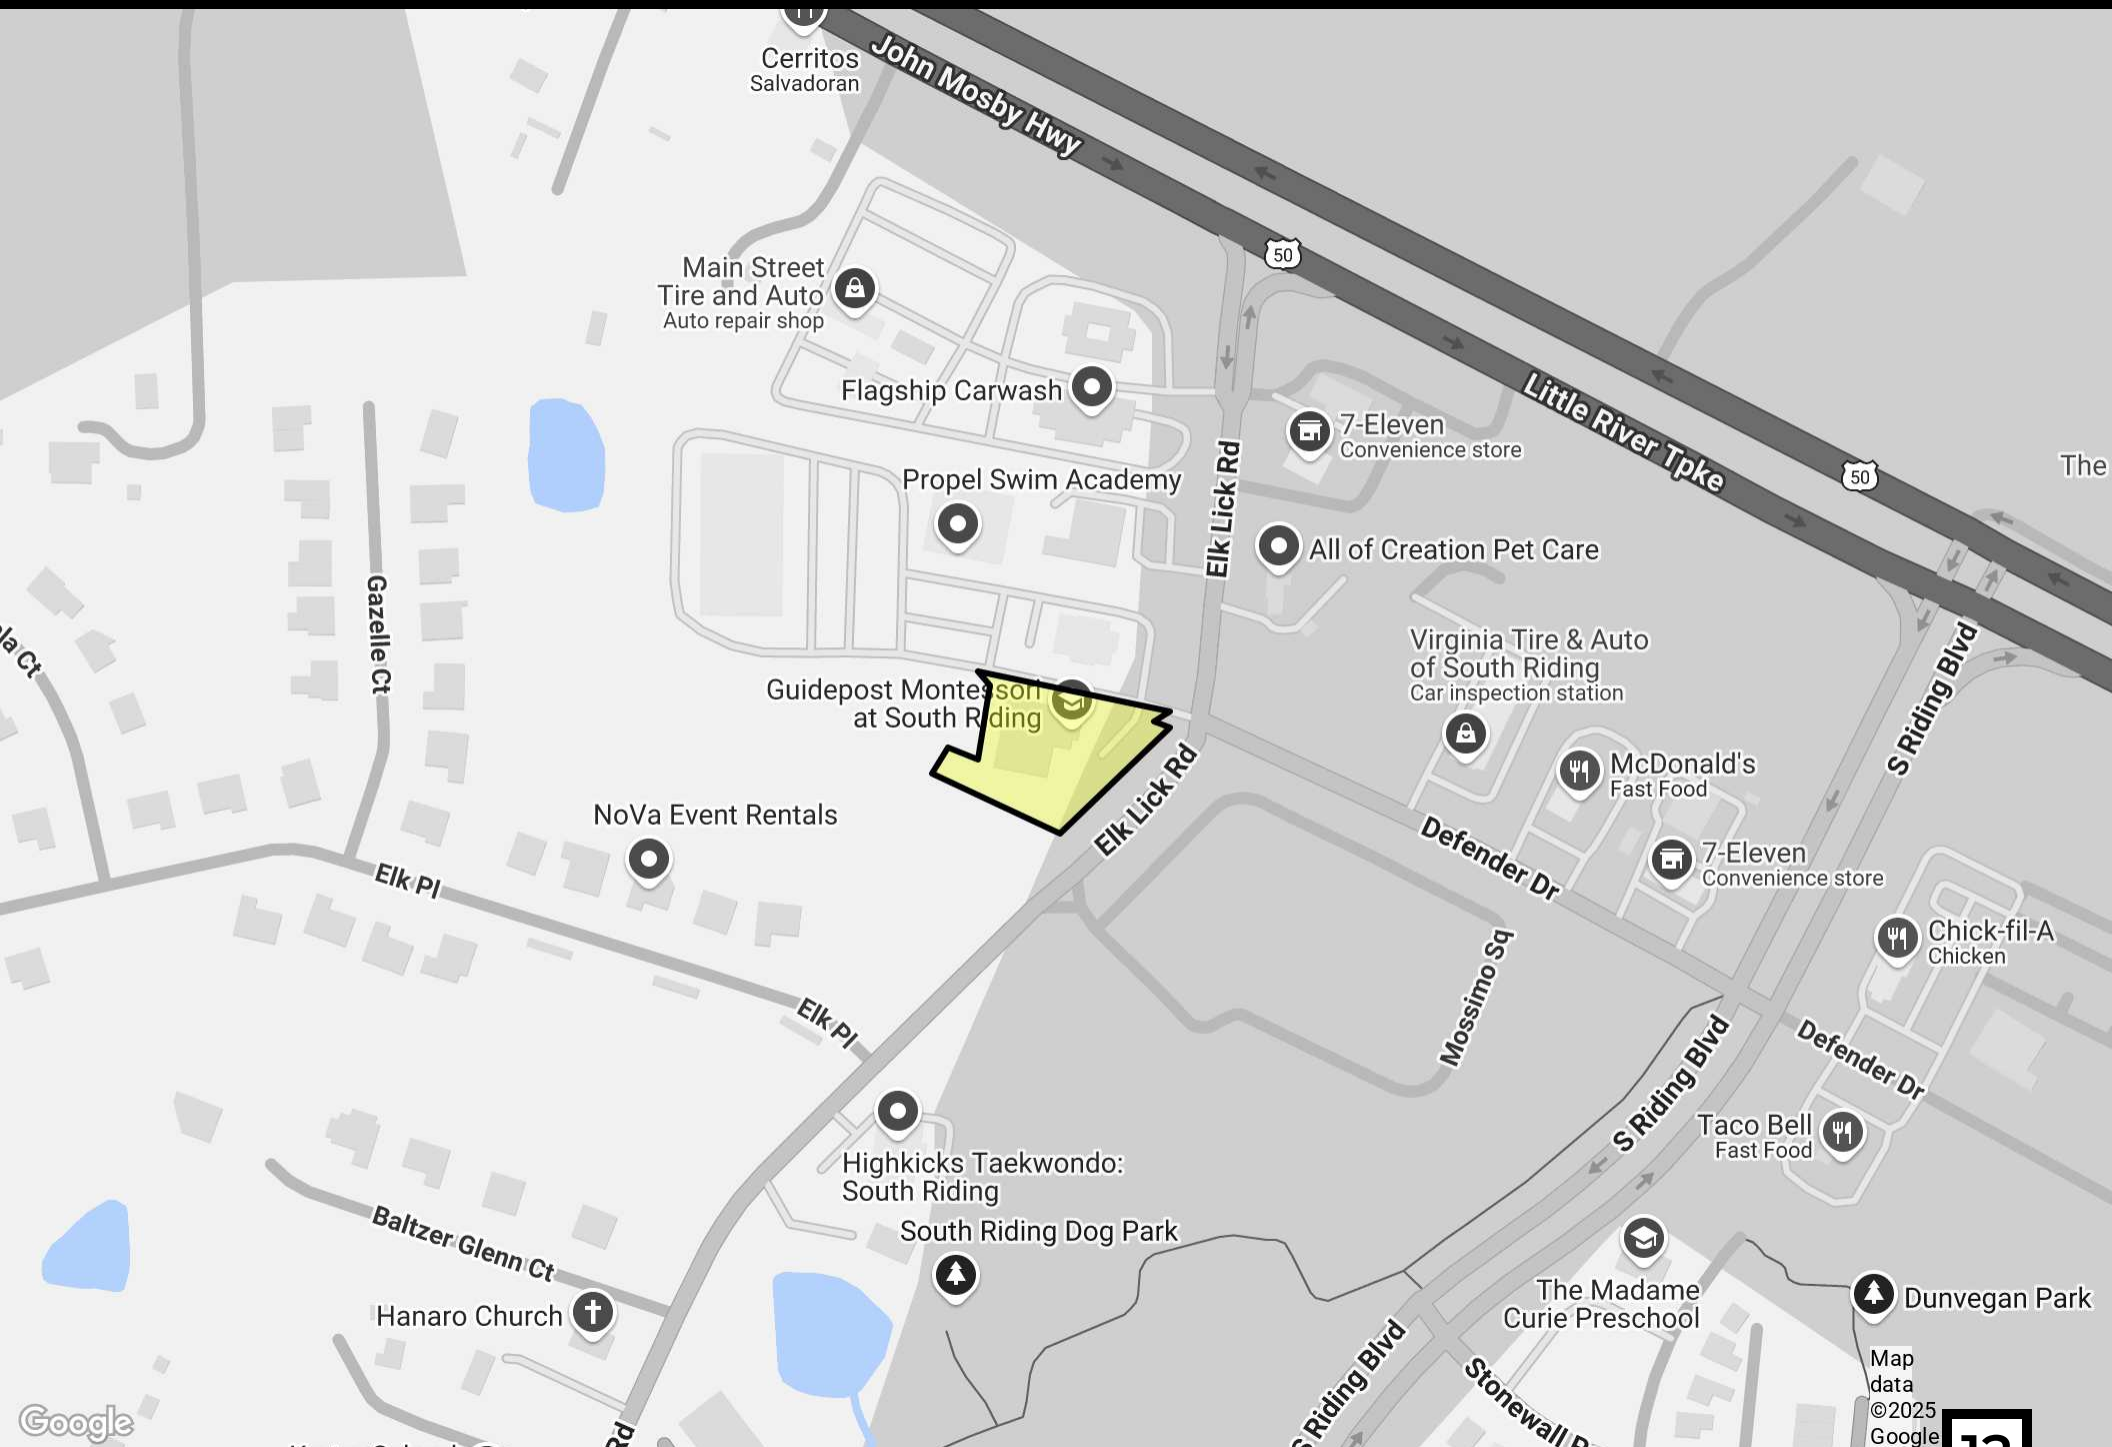 Cerritos
Salvadoran
John Mosby Hwy
50
Main Street
Tire and Auto
Auto repair shop
Flagship Carwash
7-Eleven
Convenience store
Little River Tpke
50
The
Elk Lick Rd
Propel Swim Academy
All of Creation Pet Care
Gazelle Ct
Ct
Virginia Tire & Auto
of South Riding
Car inspection station
S Riding Blvd
Guidepost Montessori
at South Riding
Elk Lick Rd
McDonald's
Fast Food
NoVa Event Rentals
Defender Dr
7-Eleven
Convenience store
Elk Pl
Chick-fil-A
Chicken
Mossimo Sq
Elk Pl
S Riding Blvd
Defender Dr
Taco Bell
Fast Food
Highkicks Taekwondo:
South Riding
Baltzer Glenn Ct
South Riding Dog Park
The Madame
Curie Preschool
Dunvegan Park
Hanaro Church
S Riding Blvd
Stonewall
Map
data
©2025
Google
Google
Rd